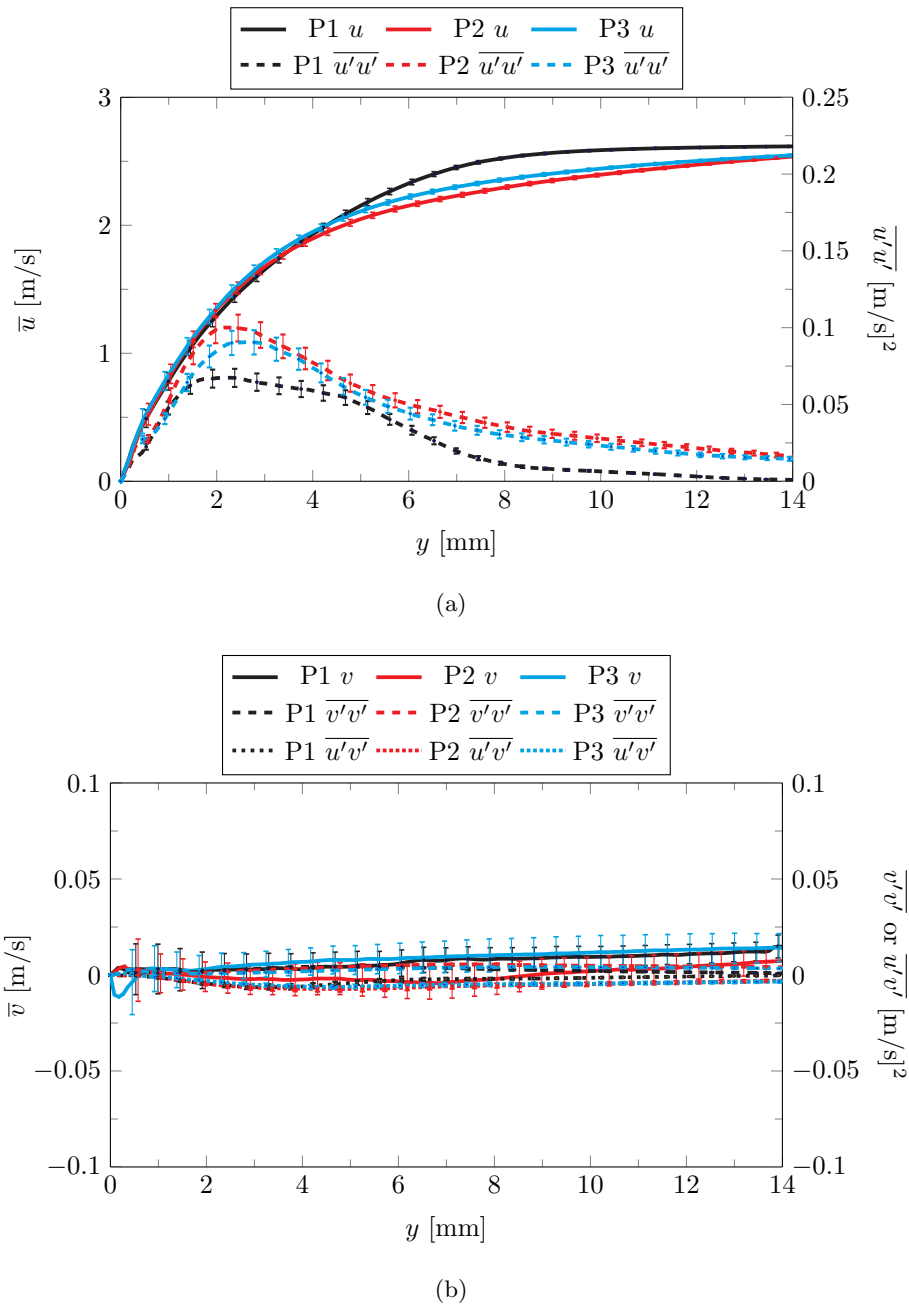 P1 u P2 u P3 u
P1 u'u' P2 u'u' P3 u'u'
3
2
1
0
0.25
0.2
0.15
0.1
0.05
0
u [m/s]
u'u' [m/s]²
0 2 4 6 8 10 12 14
y [mm]
(a)
P1 v P2 v P3 v
P1 v'v' P2 v'v' P3 v'v'
P1 u'v' P2 u'v' P3 u'v'
0.1
0.05
0
−0.05
−0.1
0.1
0.05
0
−0.05
−0.1
v [m/s]
v'v' or u'v' [m/s]²
0 2 4 6 8 10 12 14
y [mm]
(b)